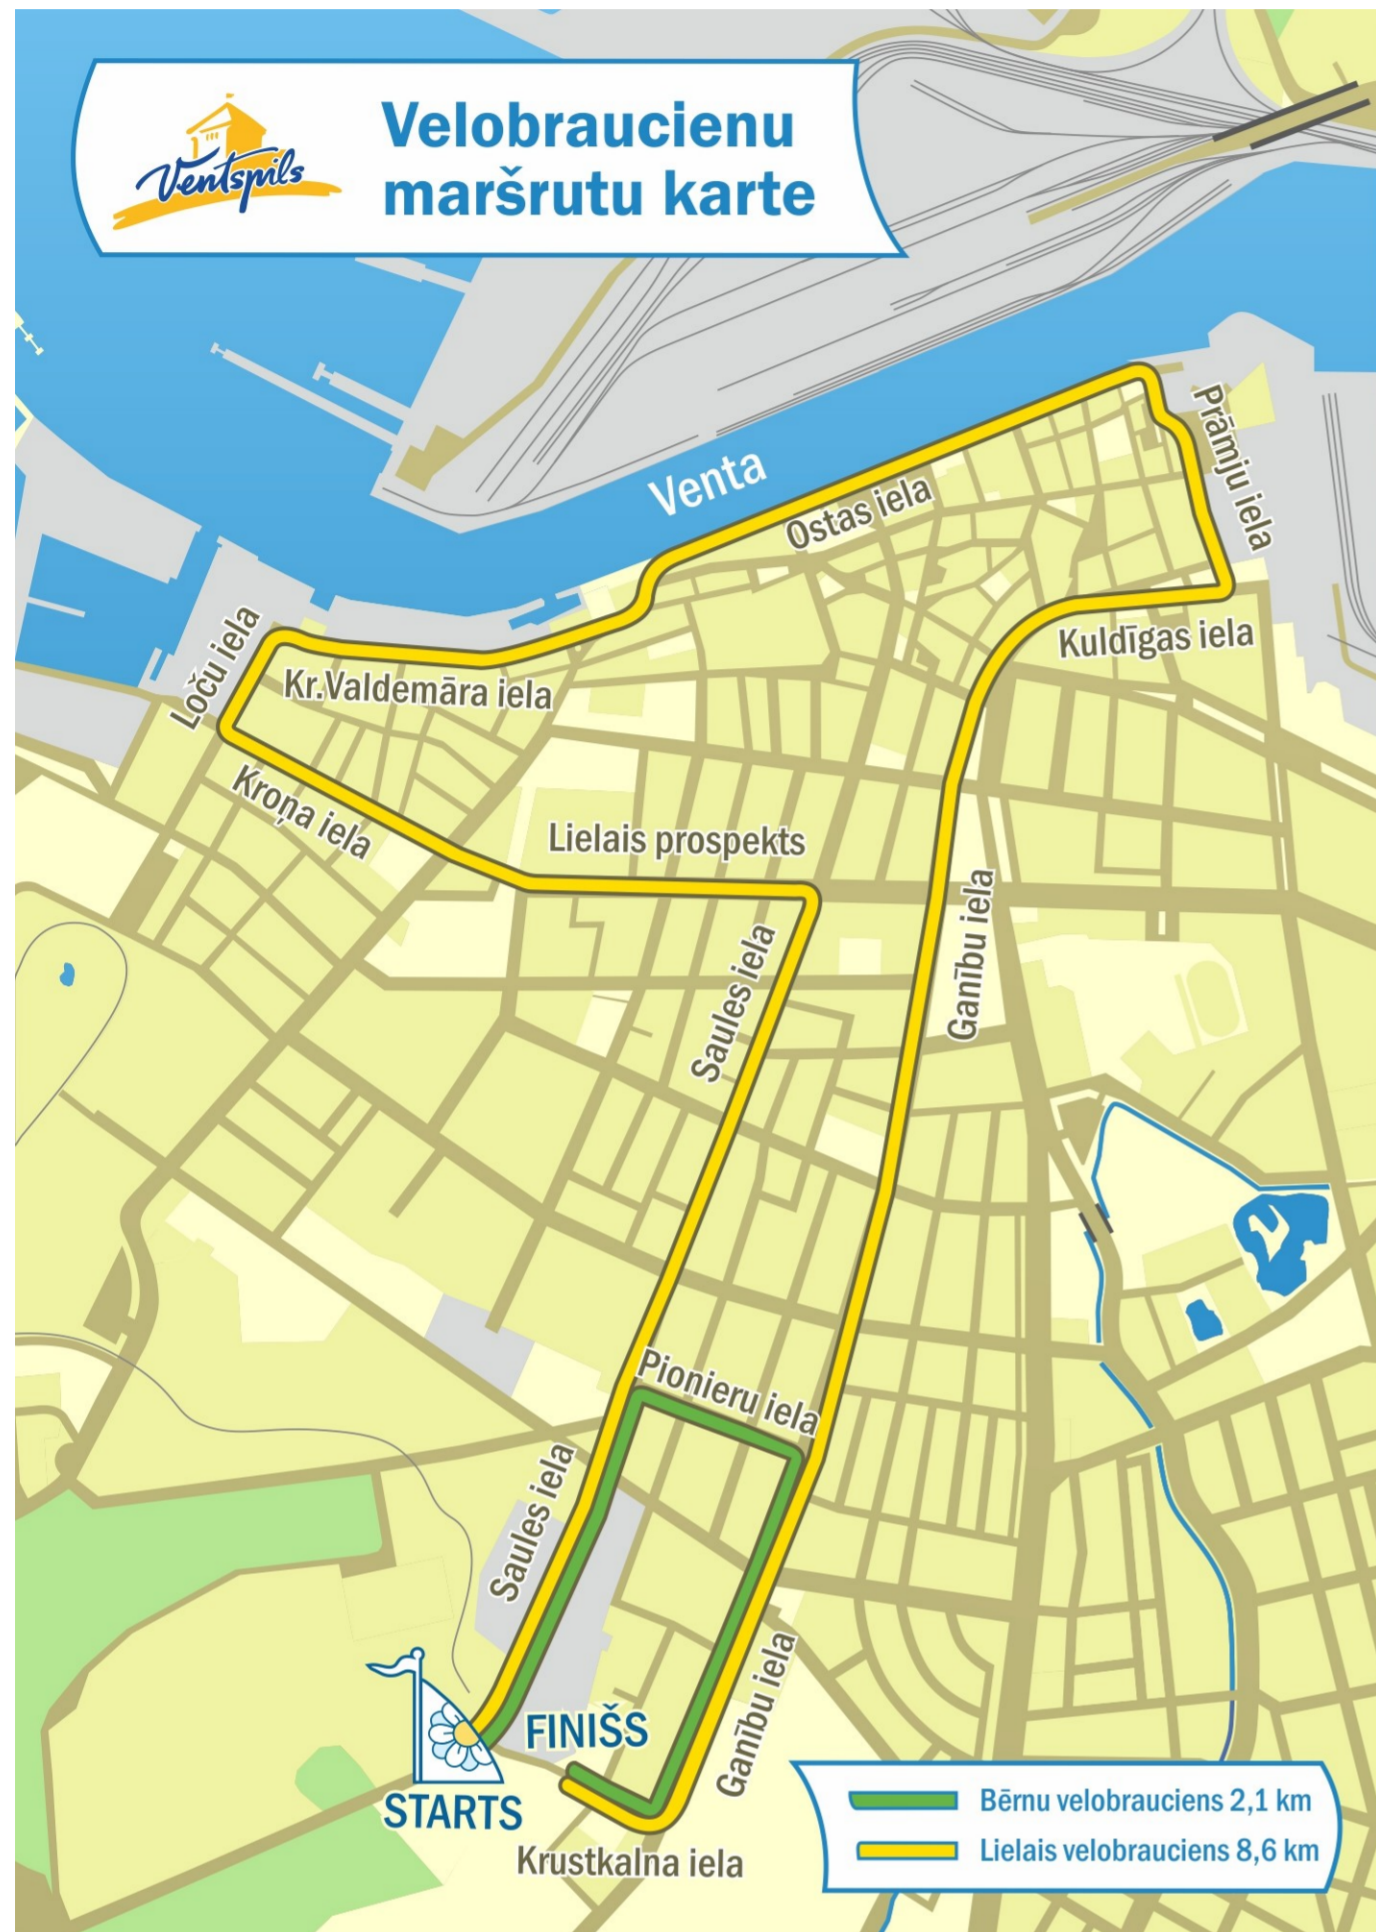 Ventspils
Velobraucienu
maršrutu karte
Venta
Ostas iela
Prāmju iela
Kuldīgas iela
Loču iela
Kr.Valdemāra iela
Kroņa iela
Lielais prospekts
Saules iela
Ganību iela
Pionieru iela
Saules iela
Ganību iela
FINIŠS
STARTS
Krustkalna iela
Bērnu velobrauciens 2,1 km
Lielais velobrauciens 8,6 km